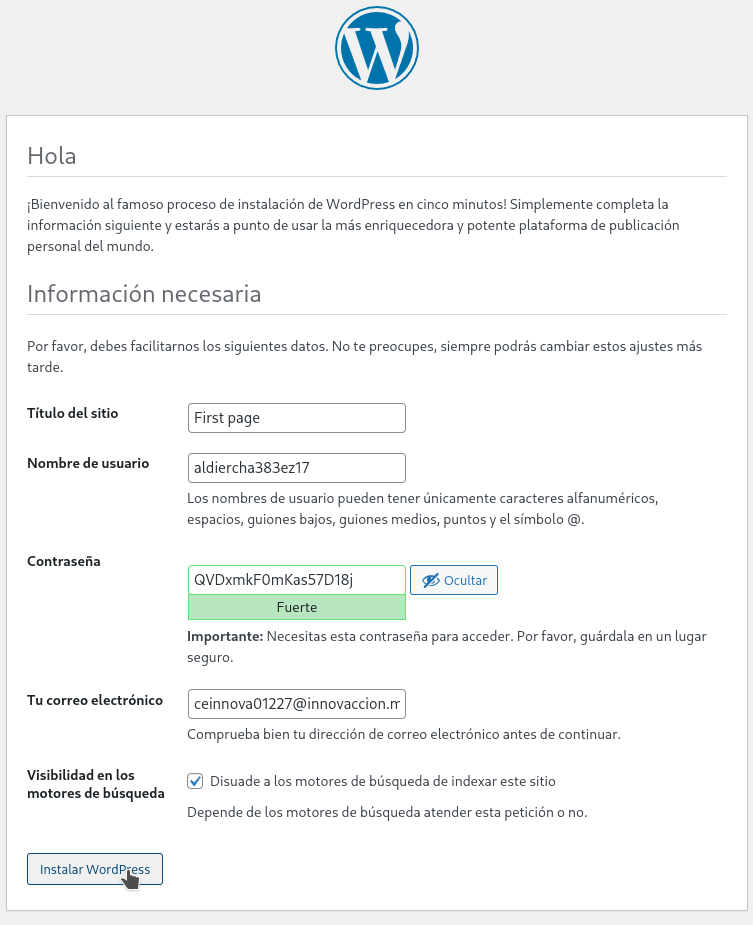 Hola
¡Bienvenido al famoso proceso de instalación de WordPress en cinco minutos! Simplemente completa la
información siguiente y estarás a punto de usar la más enriquecedora y potente plataforma de publicación
personal del mundo.
Información necesaria
Por favor, debes facilitarnos los siguientes datos. No te preocupes, siempre podrás cambiar estos ajustes más
tarde.
Título del sitio
First page
Nombre de usuario
aldiercha383ez17
Los nombres de usuario pueden tener únicamente caracteres alfanuméricos,
espacios, guiones bajos, guiones medios, puntos y el símbolo @.
Contraseña
QVDxmkF0mKas57D18j
Ocultar
Fuerte
Importante: Necesitas esta contraseña para acceder. Por favor, guárdala en un lugar
seguro.
Tu correo electrónico
ceinnova01227@innovaccion.m
Comprueba bien tu dirección de correo electrónico antes de continuar.
Visibilidad en los
motores de búsqueda
Disuade a los motores de búsqueda de indexar este sitio
Depende de los motores de búsqueda atender esta petición o no.
Instalar WordPress